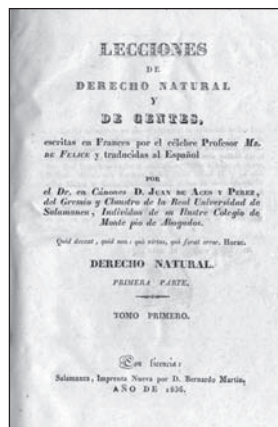 LECCIONES
DE
DERECHO NATURAL
Y
DE GENTES,
escritas en Frances por el célebre Profesor Mr.
DE FELICE y traducidas al Español
POR
el Dr. en Cánones D. JUAN DE ACES Y PEREZ,
del Gremio y Claustro de la Real Universidad de
Salamanca, Individuo de su Ilustre Colegio de
Monte pio de Abogados.
Quid deceat, quid non: quò virtus, quò ferat error. HORAC.
DERECHO NATURAL.
PRIMERA PARTE.
TOMO PRIMERO.
Con licencia:
Salamanca, Imprenta Nueva por D. Bernardo Martin,
AÑO DE 1836.